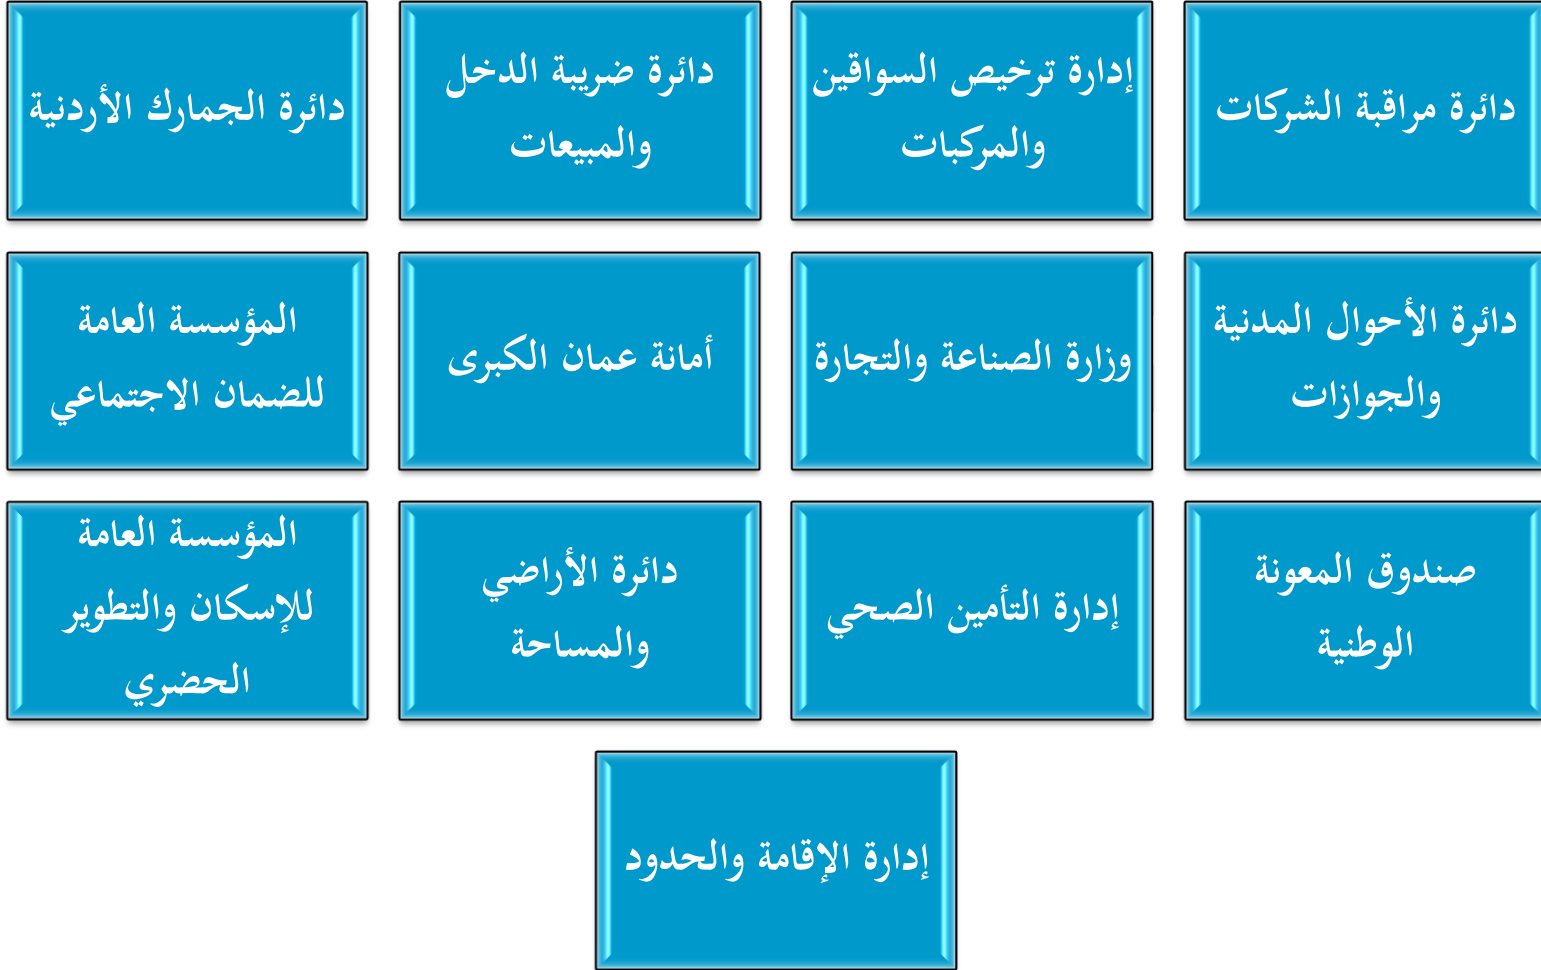 دائرة مراقبة الشركات
إدارة ترخيص السواقين
والمركبات
دائرة ضريبة الدخل
والمبيعات
دائرة الجمارك الأردنية
دائرة الأحوال المدنية
والجوازات
وزارة الصناعة والتجارة
أمانة عمان الكبرى
المؤسسة العامة
للضمان الاجتماعي
صندوق المعونة
الوطنية
إدارة التأمين الصحي
دائرة الأراضي
والمساحة
المؤسسة العامة
للإسكان والتطوير
الحضري
إدارة الإقامة والحدود